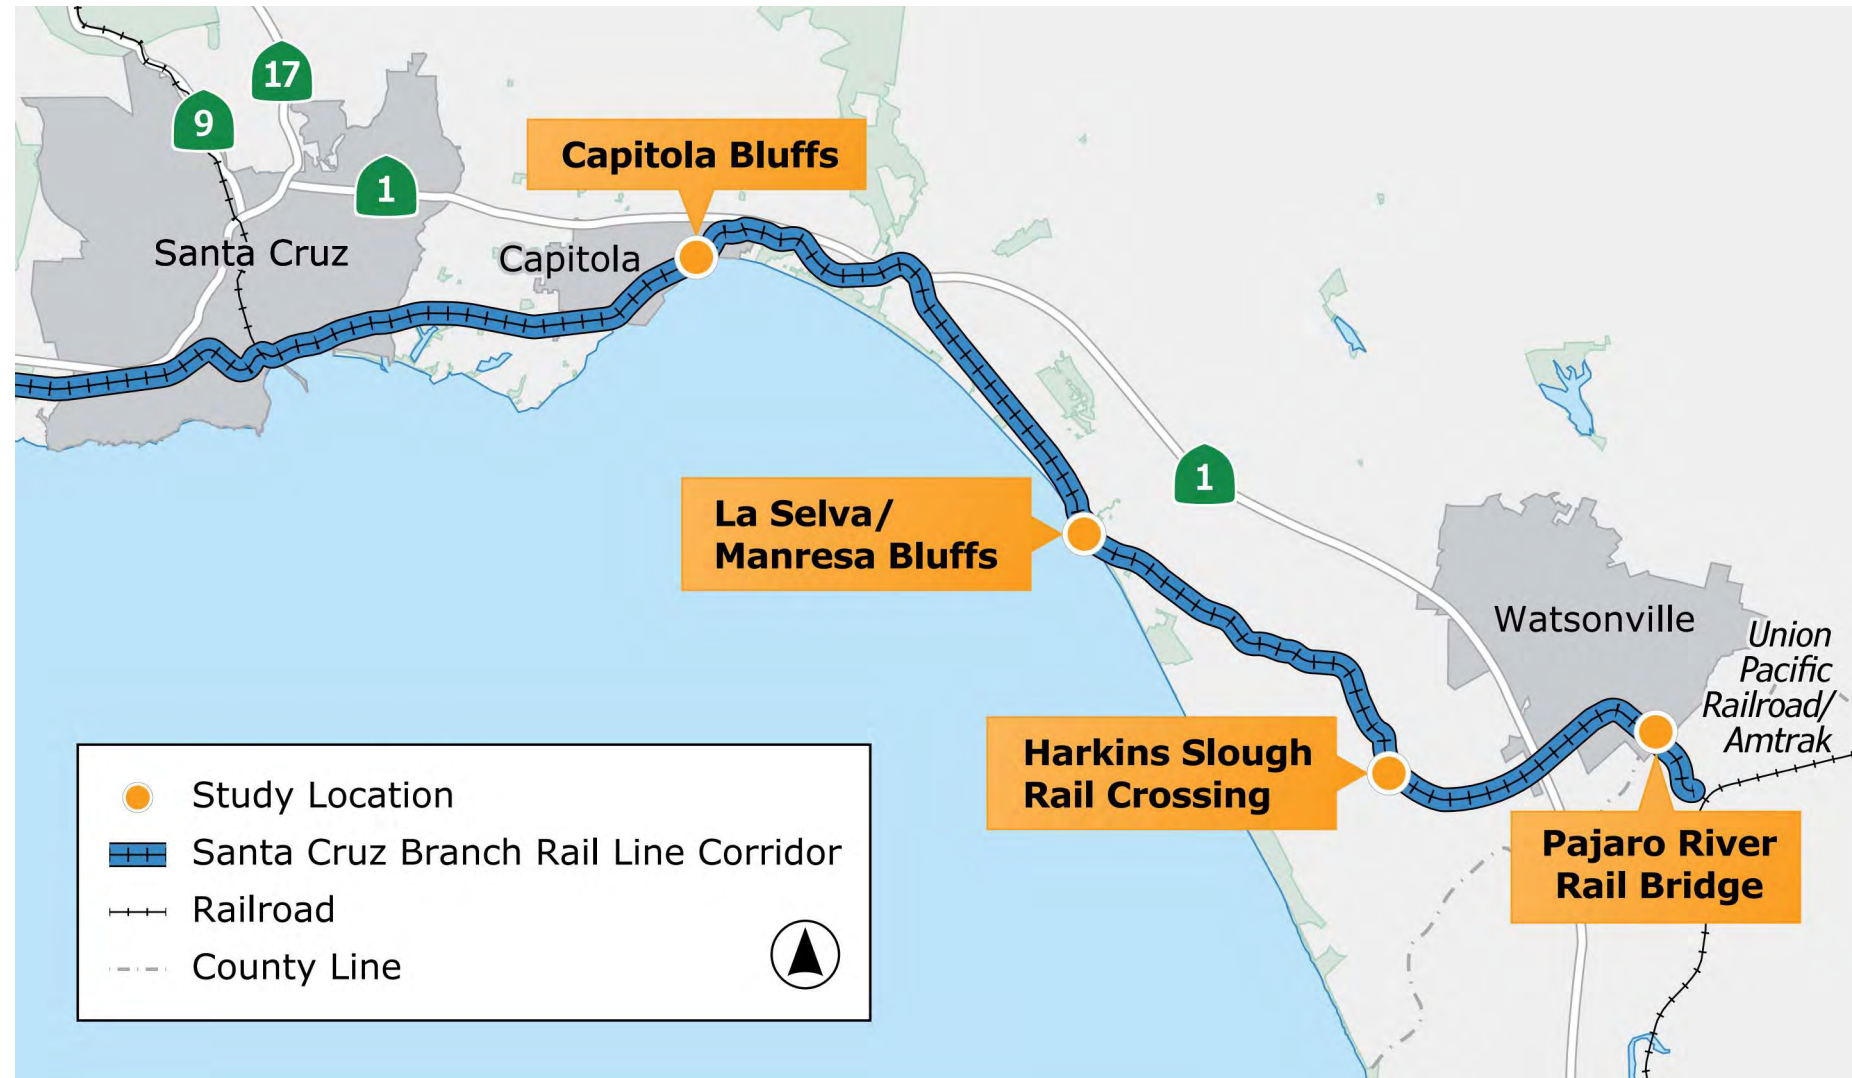 17
9
1
Capitola Bluffs
Santa Cruz
Capitola
1
La Selva/
Manresa Bluffs
Watsonville
Union
Pacific
Railroad/
Amtrak
Harkins Slough
Rail Crossing
Pajaro River
Rail Bridge
Study Location
Santa Cruz Branch Rail Line Corridor
Railroad
County Line